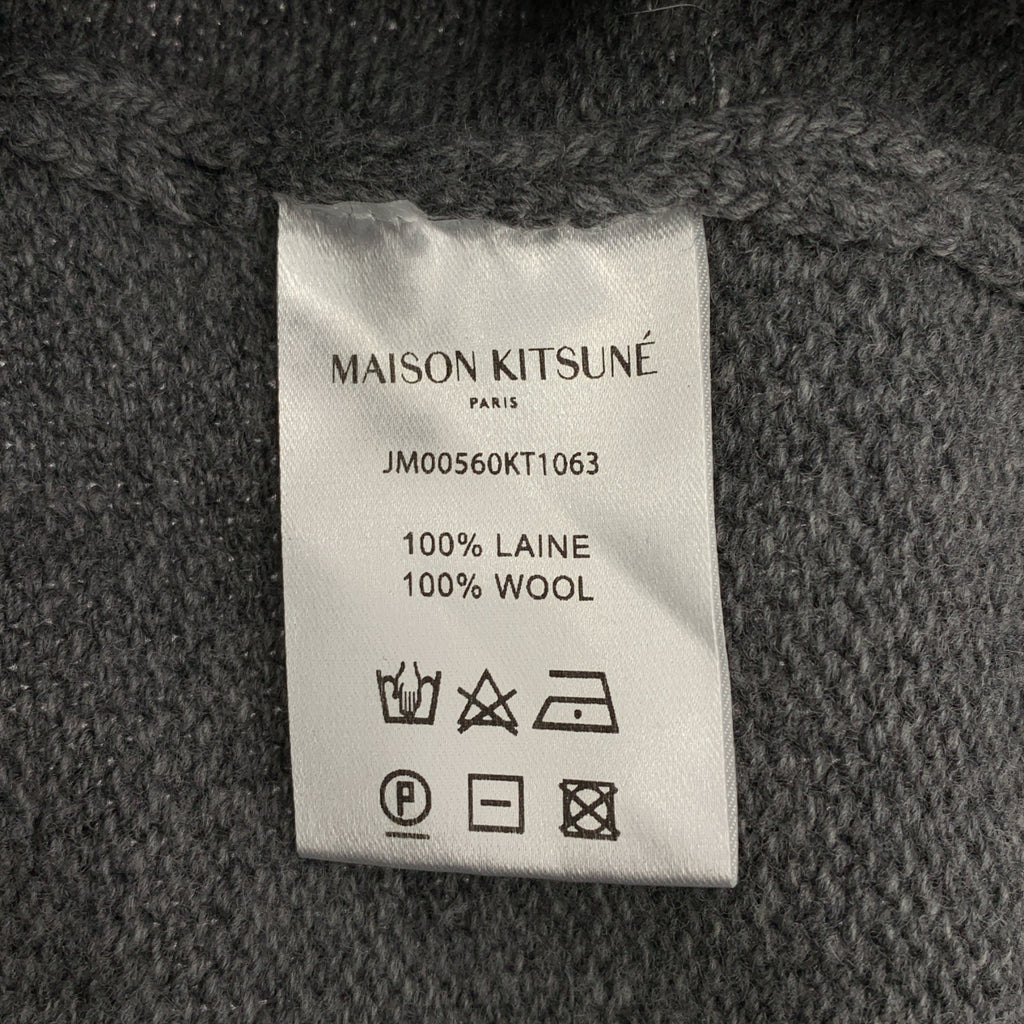 MAISON KITSUNÉ
PARIS
JM00560KT1063
100% LAINE
100% WOOL
P